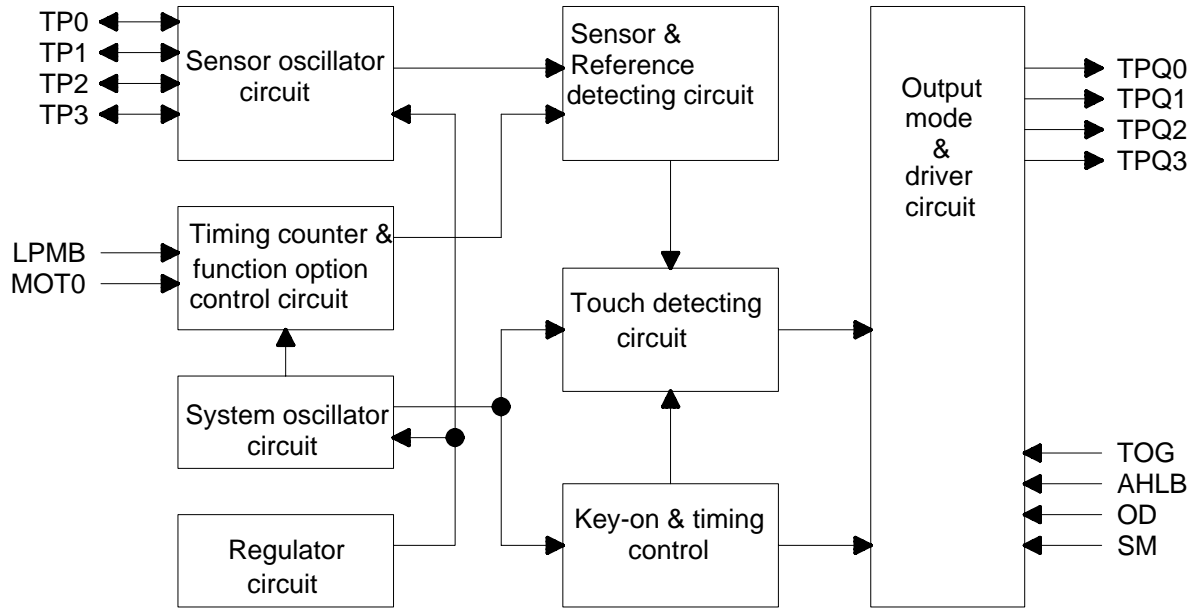 TP0
TP1
TP2
TP3
Sensor oscillator
circuit
Sensor &
Reference
detecting circuit
Output
mode
&
driver
circuit
TPQ0
TPQ1
TPQ2
TPQ3
LPMB
MOT0
Timing counter &
function option
control circuit
Touch detecting
circuit
System oscillator
circuit
TOG
AHLB
OD
SM
Regulator
circuit
Key-on & timing
control